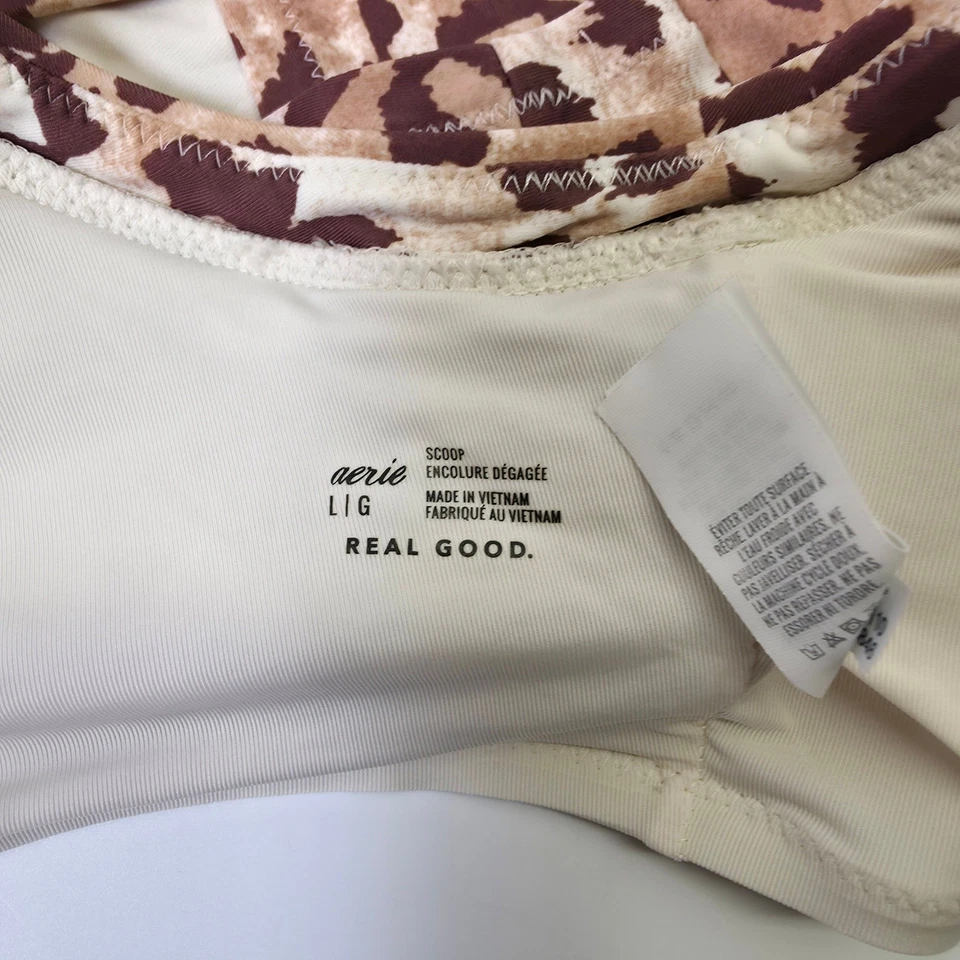 aerie
L|G
SCOOP
ENCOLURE DÉGAGÉE
MADE IN VIETNAM
FABRIQUÉ AU VIETNAM
REAL GOOD.
ÉVITER TOUTE SURFACE
RÊCHE. LAVER À LA MAIN À
L'EAU FROIDE AVEC
COULEURS SIMILAIRES. NE
PAS JAVELLISER. SÉCHER À
LA MACHINE CYCLE DOUX.
NE PAS REPASSER. NE PAS
ESSORER NI TORDRE.